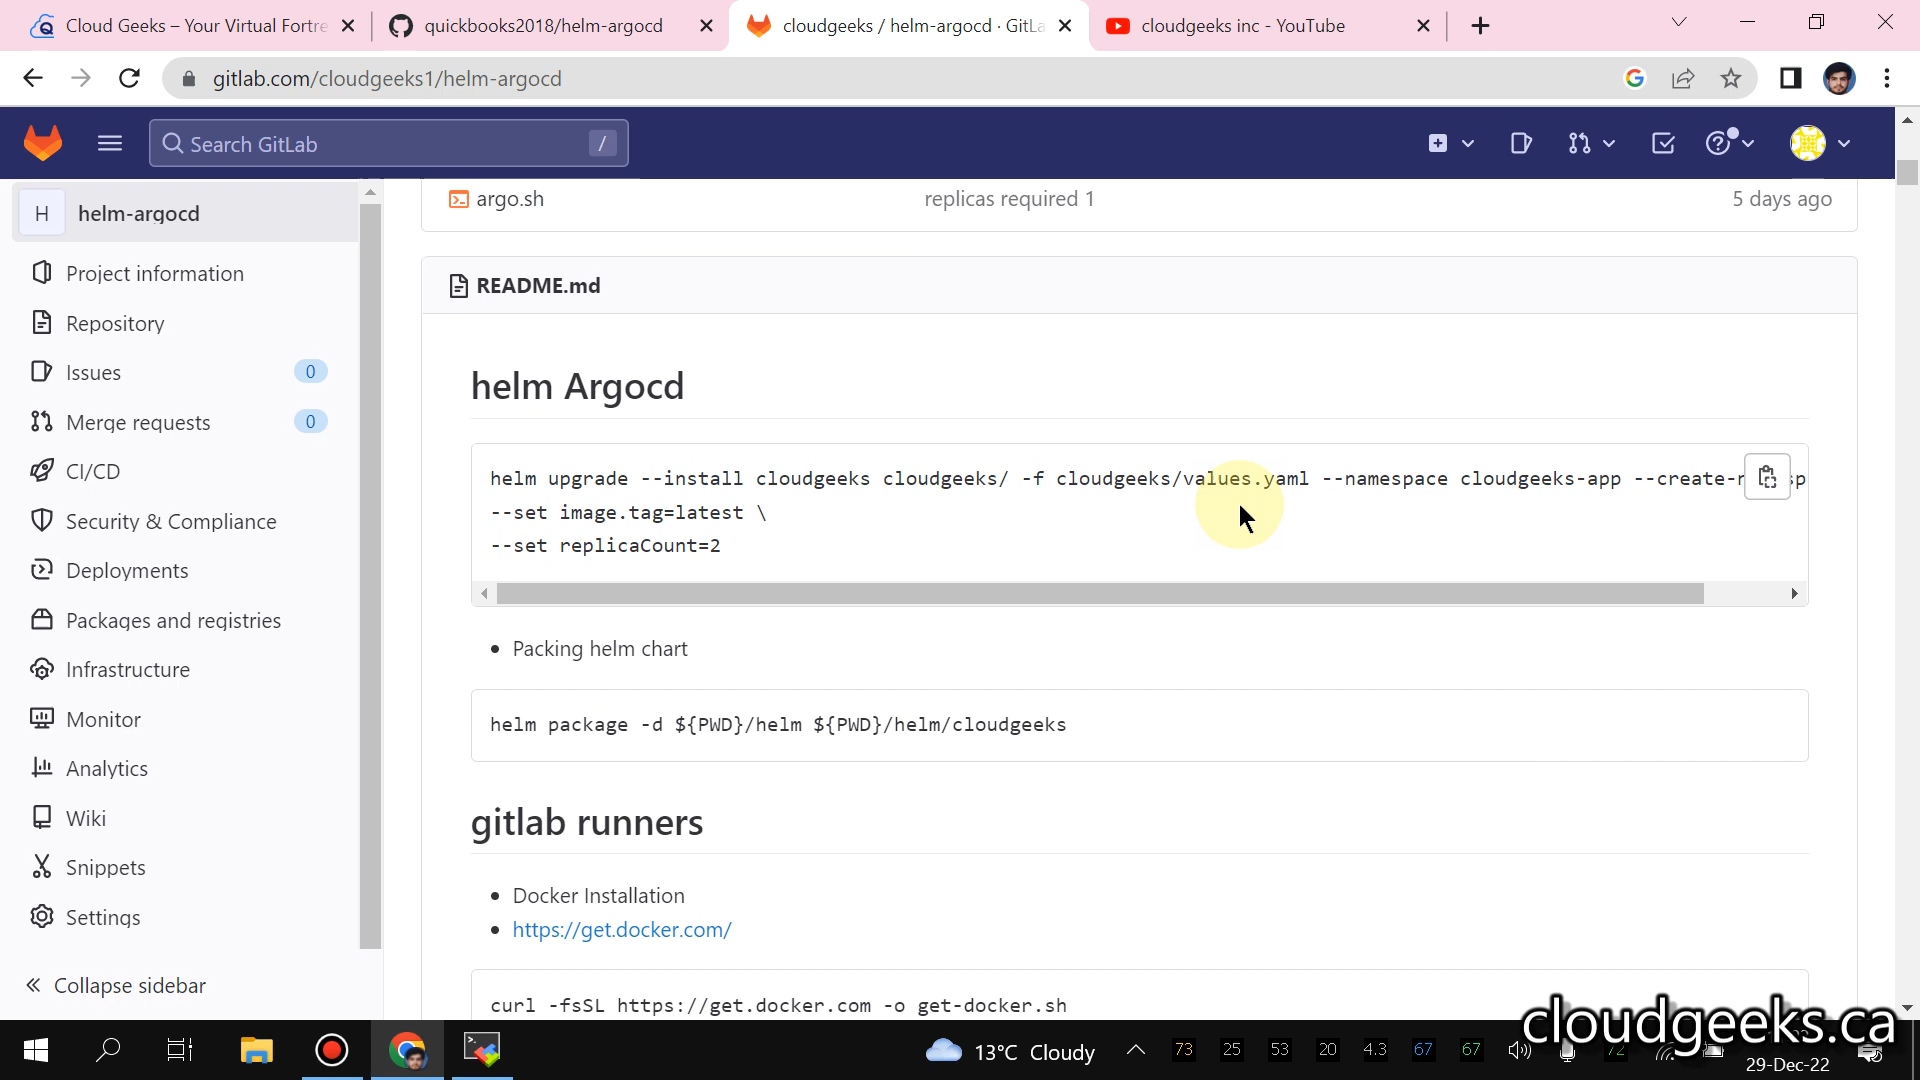 Cloud Geeks – Your Virtual Fortre
quickbooks2018/helm-argocd
cloudgeeks / helm-argocd · GitLa
cloudgeeks inc - YouTube
gitlab.com/cloudgeeks1/helm-argocd
Search GitLab
/
H helm-argocd
Project information
Repository
Issues 0
Merge requests 0
CI/CD
Security & Compliance
Deployments
Packages and registries
Infrastructure
Monitor
Analytics
Wiki
Snippets
Settings
Collapse sidebar
argo.sh replicas required 1 5 days ago
README.md
helm Argocd
helm upgrade --install cloudgeeks cloudgeeks/ -f cloudgeeks/values.yaml --namespace cloudgeeks-app --create-
--set image.tag=latest \
--set replicaCount=2
Packing helm chart
helm package -d ${PWD}/helm ${PWD}/helm/cloudgeeks
gitlab runners
Docker Installation
https://get.docker.com/
curl -fsSL https://get.docker.com -o get-docker.sh
cloudgeeks.ca
13°C Cloudy
73 25 53 20 4.3 67 67 72
29-Dec-22